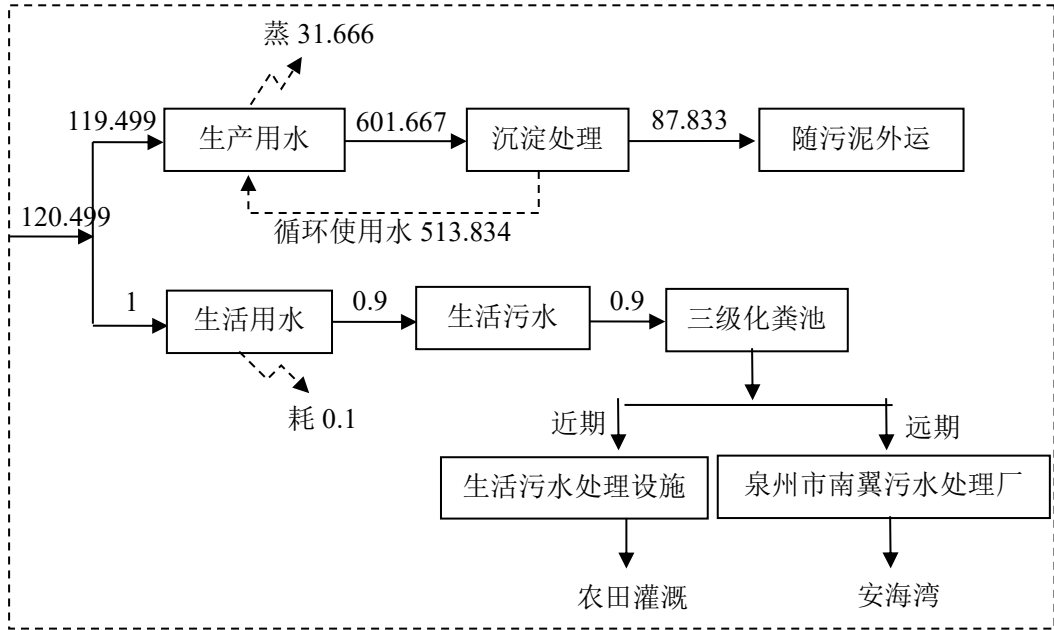 蒸 31.666
119.499
生产用水
601.667
沉淀处理
87.833
随污泥外运
120.499
循环使用水 513.834
1
生活用水
0.9
生活污水
0.9
三级化粪池
耗 0.1
近期
远期
生活污水处理设施
泉州市南翼污水处理厂
农田灌溉
安海湾